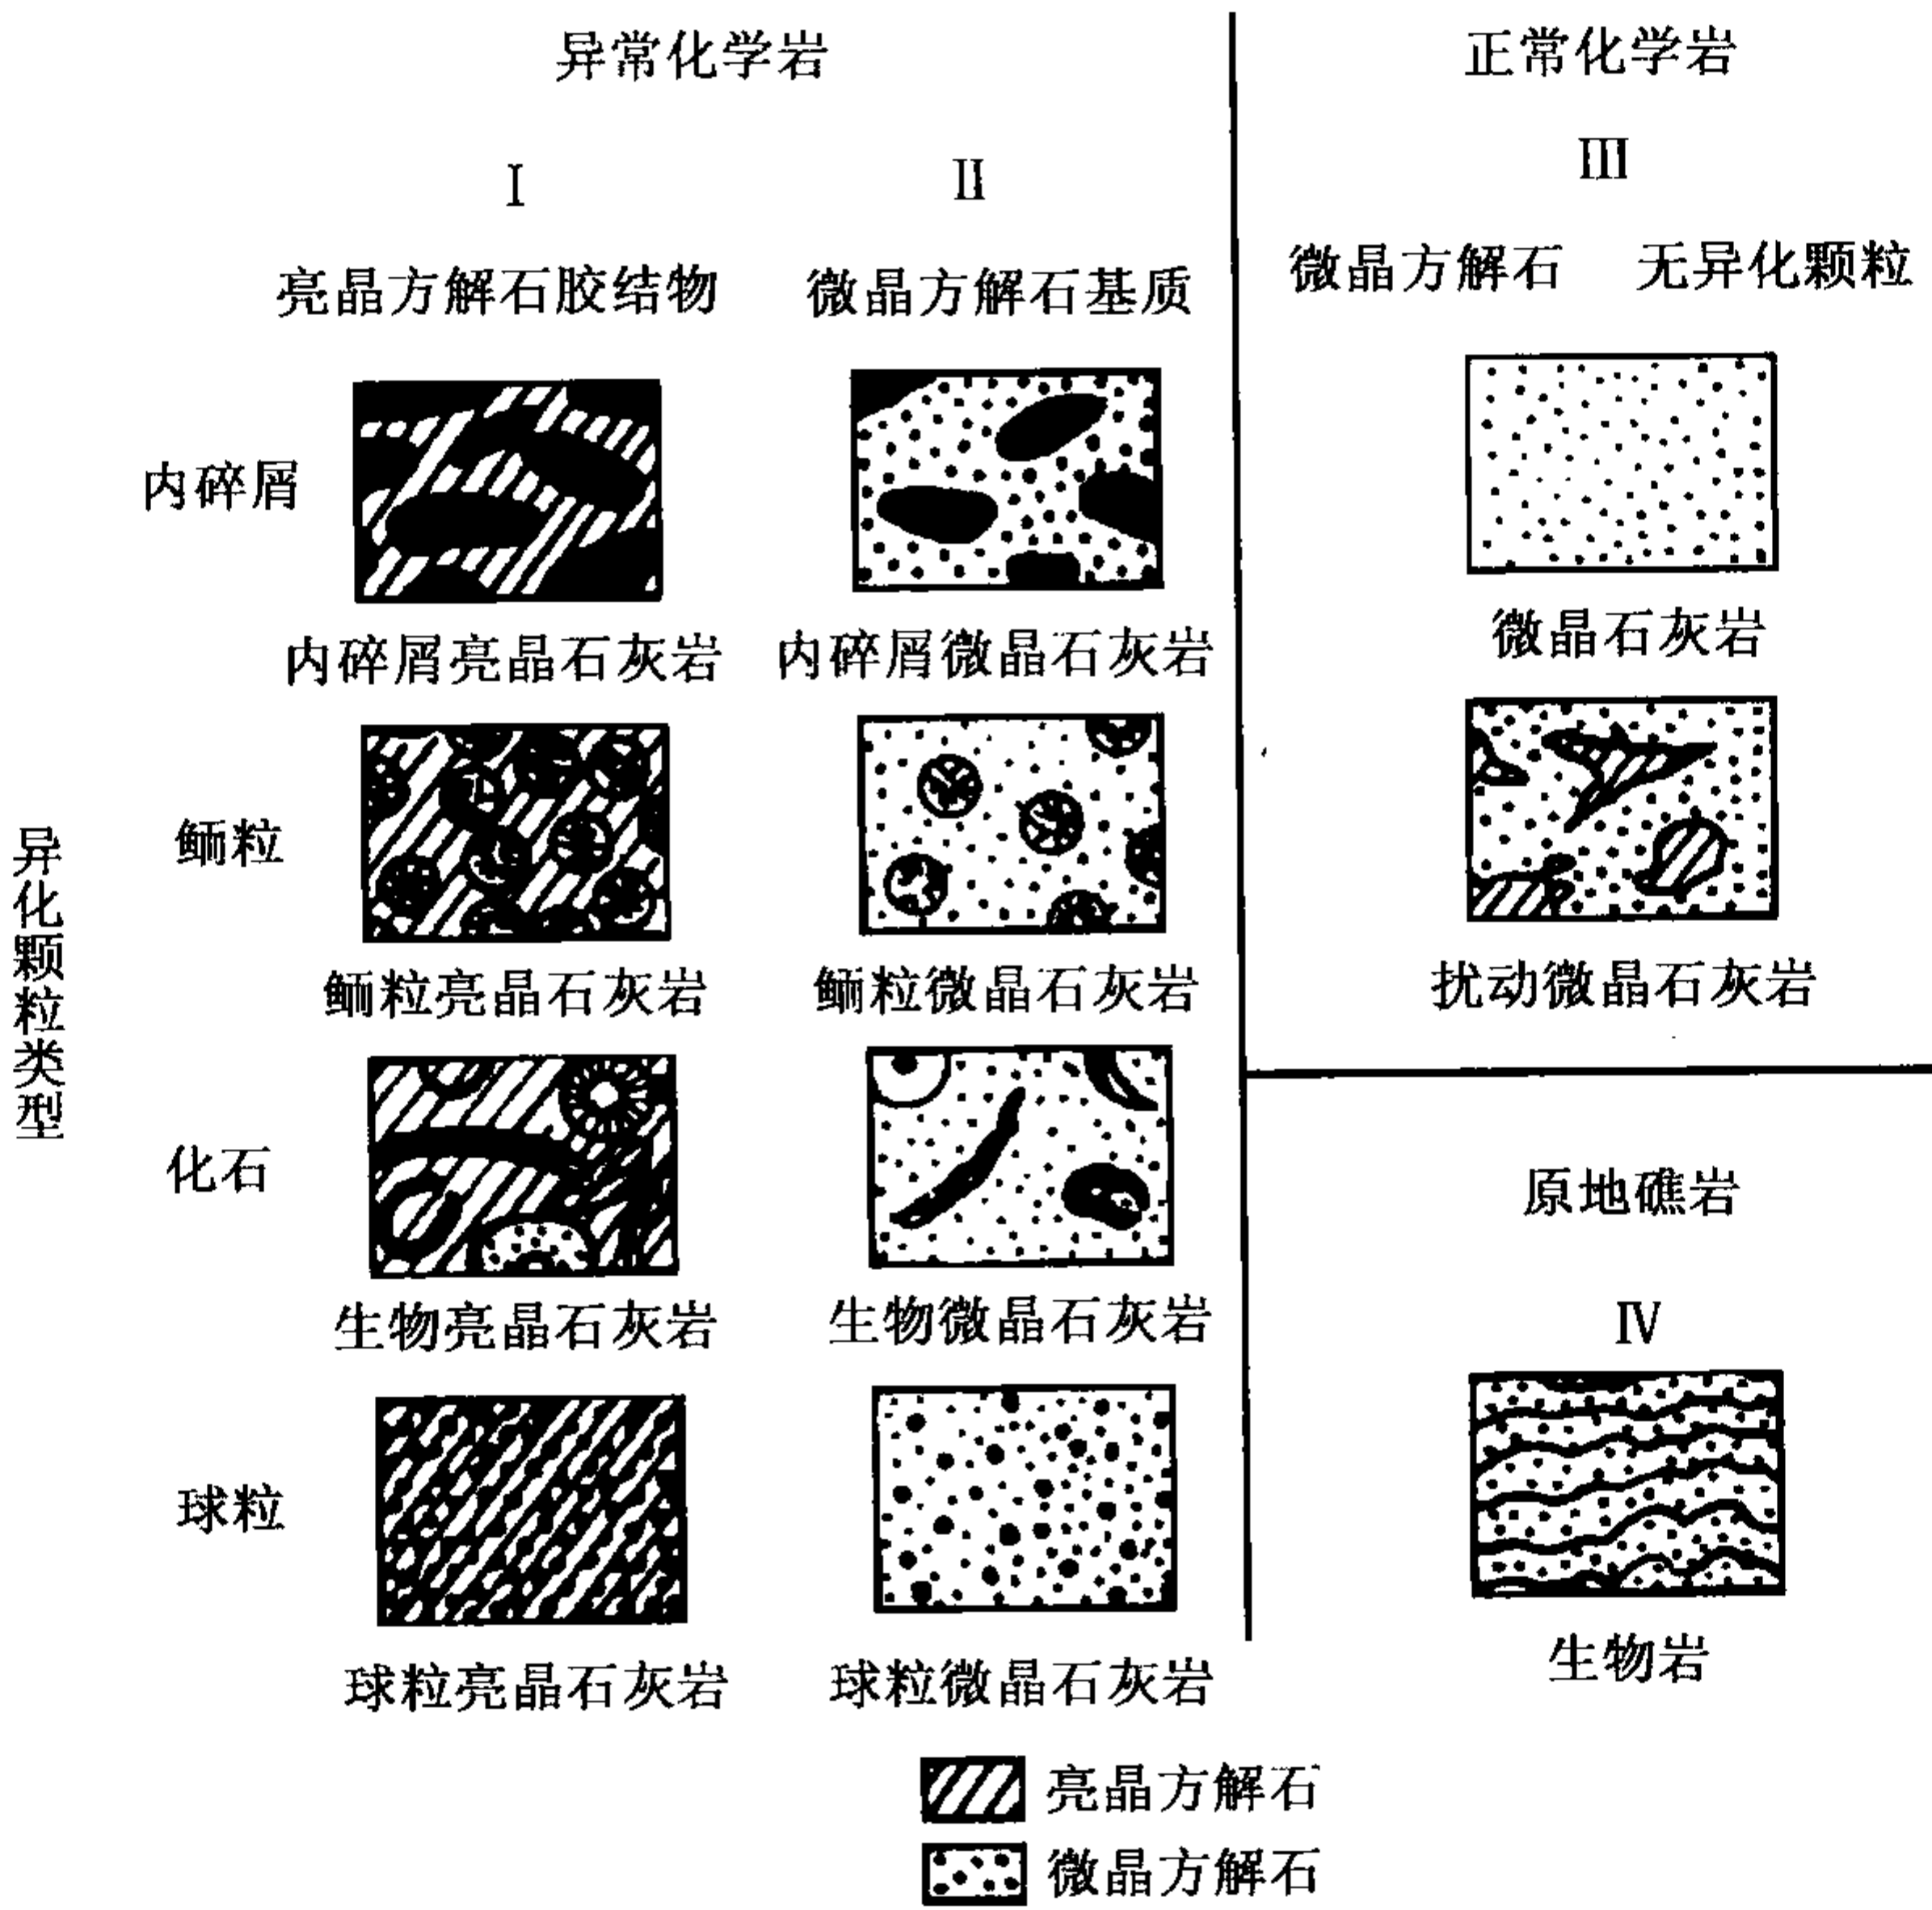 异常化学岩 正常化学岩
Ⅰ Ⅱ Ⅲ
亮晶方解石胶结物 微晶方解石基质 微晶方解石 无异化颗粒
异化颗粒类型
内碎屑
内碎屑亮晶石灰岩 内碎屑微晶石灰岩 微晶石灰岩
鲕粒
鲕粒亮晶石灰岩 鲕粒微晶石灰岩 扰动微晶石灰岩
化石 原地礁岩
生物亮晶石灰岩 生物微晶石灰岩 Ⅳ
球粒
球粒亮晶石灰岩 球粒微晶石灰岩 生物岩
亮晶方解石
微晶方解石